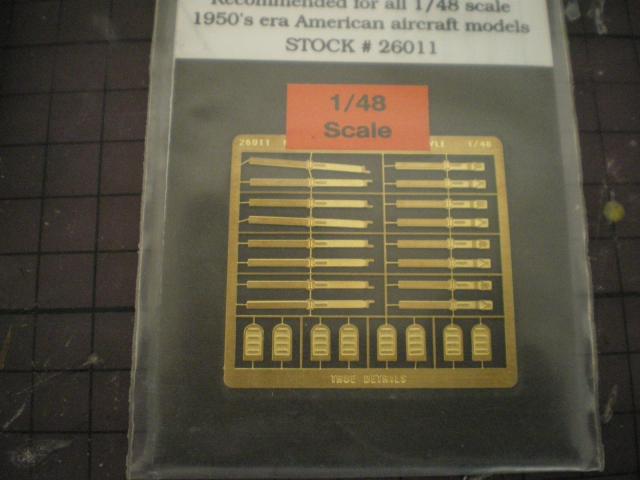 Recommended for all 1/48 scale
1950's era American aircraft models
STOCK # 26011
1/48
Scale
26011
1/48
TRUE DETAILS